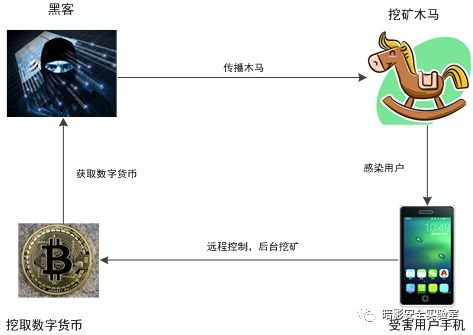 黑客
挖矿木马
传播木马
获取数字货币
感染用户
远程控制，后台挖矿
暗影安全实验室
挖取数字货币
受害用户手机